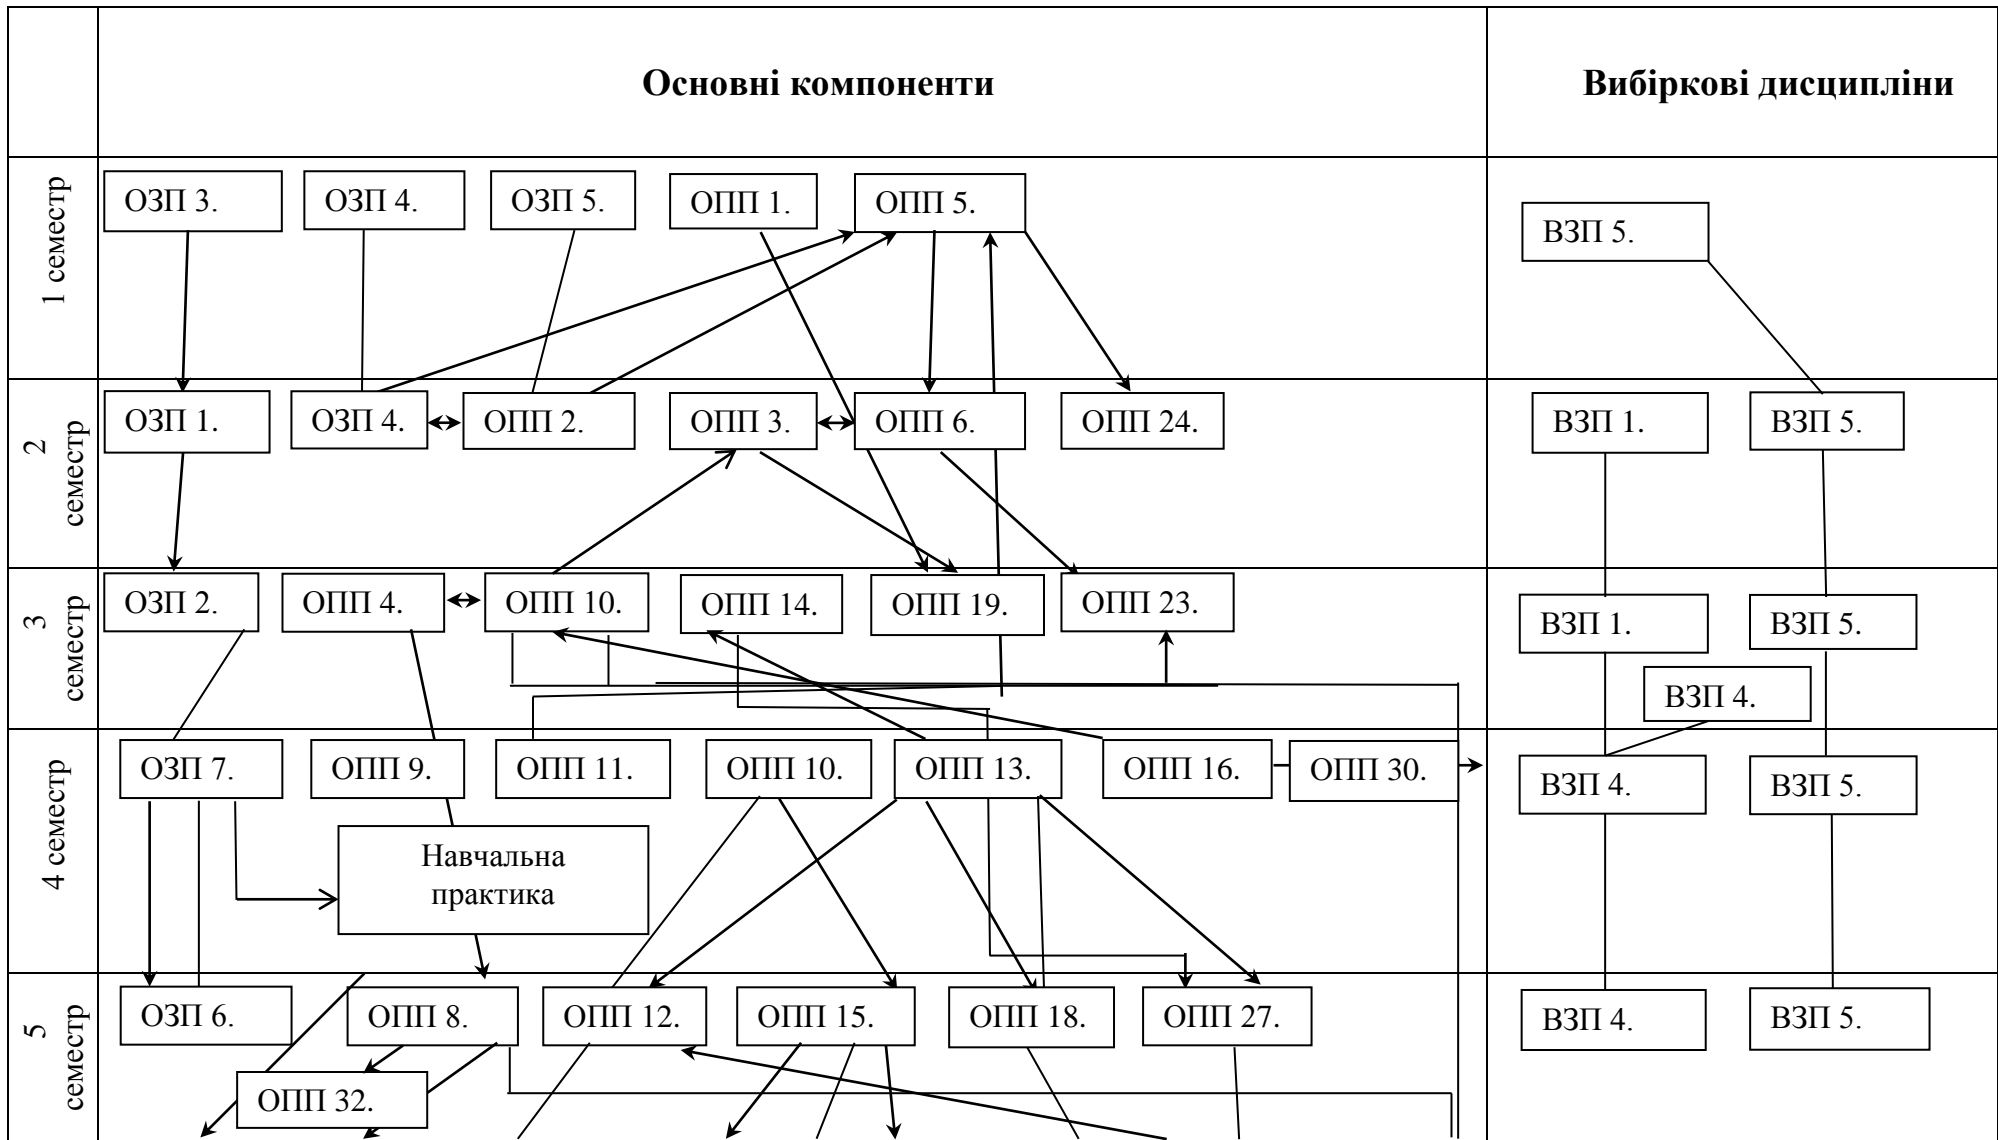 Основні компоненти
Вибіркові дисципліни
1 семестр
ОЗП 3.
ОЗП 4.
ОЗП 5.
ОПП 1.
ОПП 5.
ВЗП 5.
2
семестр
ОЗП 1.
ОЗП 4.
ОПП 2.
ОПП 3.
ОПП 6.
ОПП 24.
ВЗП 1.
ВЗП 5.
3
семестр
ОЗП 2.
ОПП 4.
ОПП 10.
ОПП 14.
ОПП 19.
ОПП 23.
ВЗП 1.
ВЗП 5.
ВЗП 4.
4 семестр
ОЗП 7.
ОПП 9.
ОПП 11.
ОПП 10.
ОПП 13.
ОПП 16.
ОПП 30.
ВЗП 4.
ВЗП 5.
Навчальна
практика
5
семестр
ОЗП 6.
ОПП 8.
ОПП 12.
ОПП 15.
ОПП 18.
ОПП 27.
ВЗП 4.
ВЗП 5.
ОПП 32.